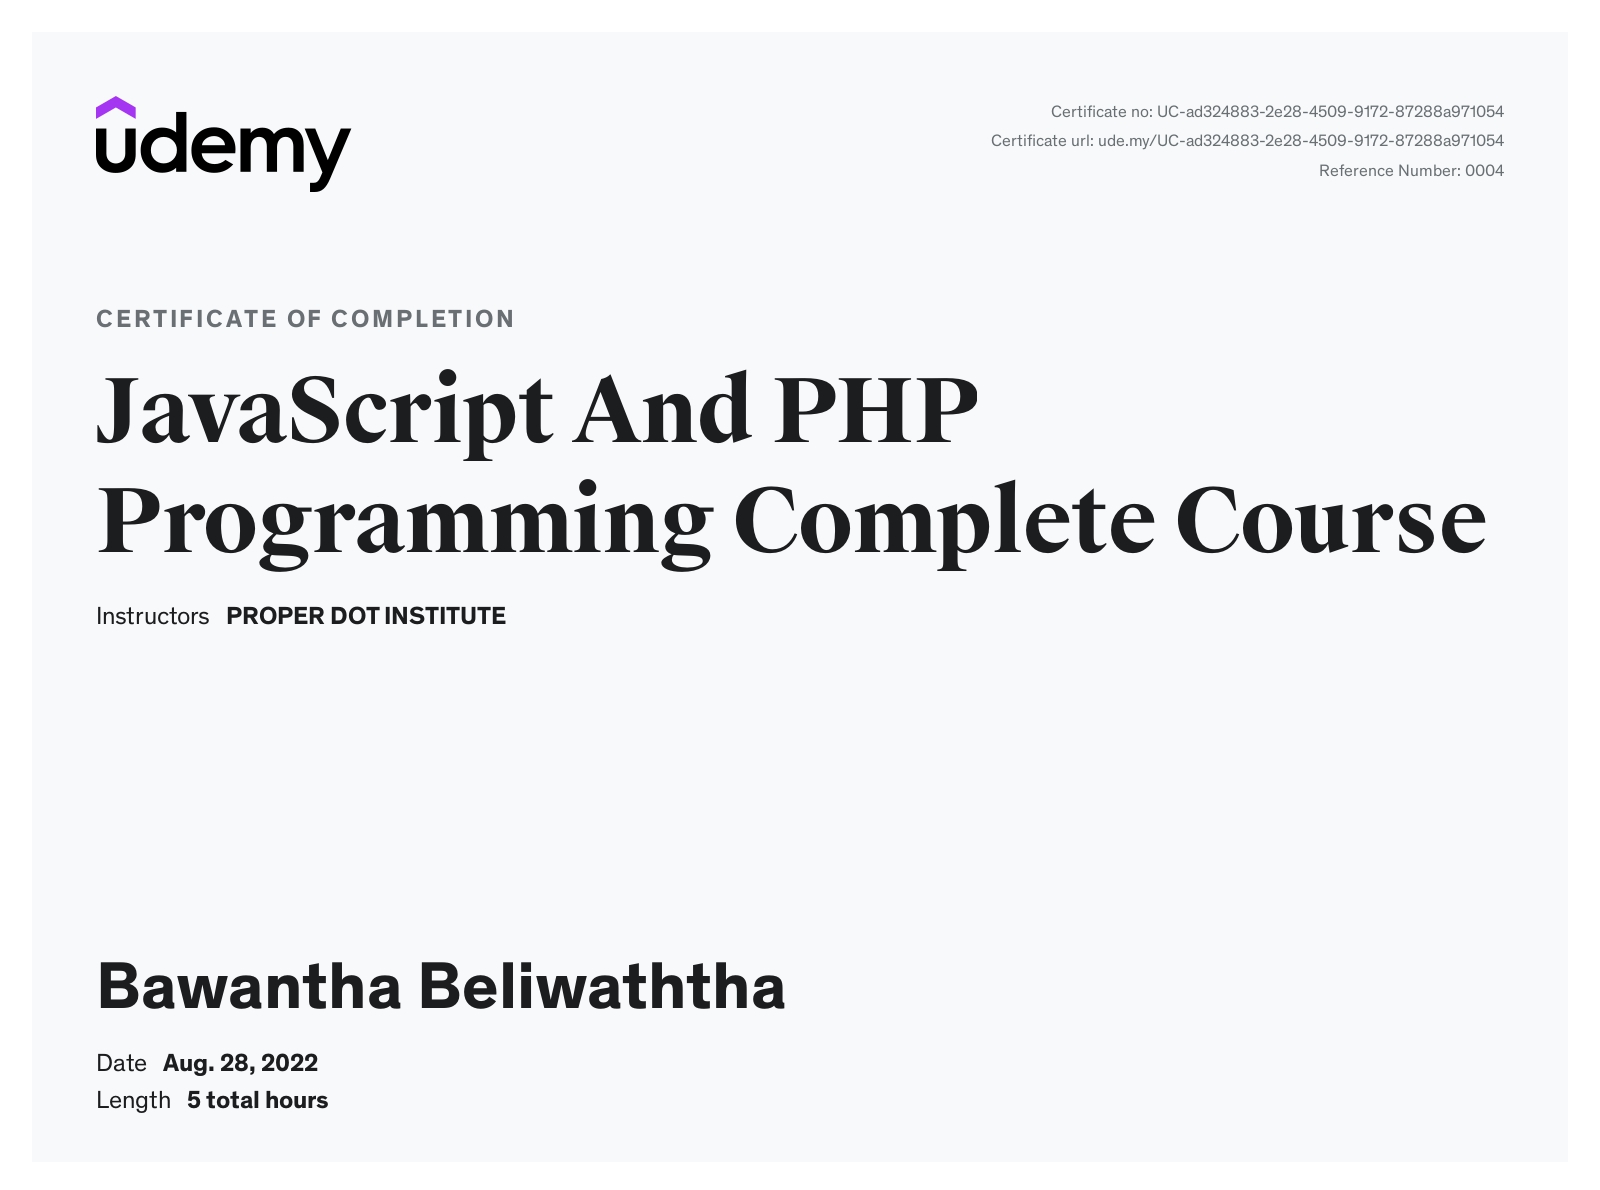 udemy
Certificate no: UC-ad324883-2e28-4509-9172-87288a971054
Certificate url: ude.my/UC-ad324883-2e28-4509-9172-87288a971054
Reference Number: 0004
CERTIFICATE OF COMPLETION
JavaScript And PHP
Programming Complete Course
Instructors PROPER DOT INSTITUTE
Bawantha Beliwaththa
Date Aug. 28, 2022
Length 5 total hours